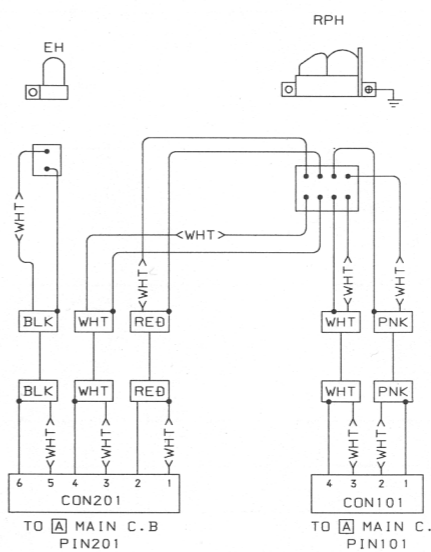 EH
RPH
<WHT>
<WHT>
<WHT>
<WHT>
<WHT>
BLK WHT RED WHT PNK
BLK WHT RED WHT PNK
<WHT> <WHT> <WHT> <WHT> <WHT>
6 5 4 3 2 1
4 3 2 1
CON201
CON101
TO A MAIN C.B
PIN201
TO A MAIN C.
PIN101